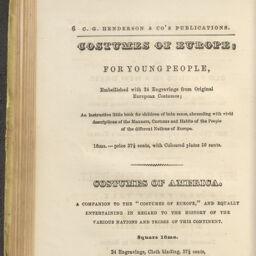 6 C. G. HENDERSON & CO'S PUBLICATIONS.
COSTUMES OF EUROPE;
FOR YOUNG PEOPLE,
Embellished with 24 Engravings from Original
European Costumes;
An instructive little book for children of both sexes, abounding with vivid
descriptions of the Manners, Customs and Habits of the People
of the different Nations of Europe.
16mo.—price 37½ cents, with Coloured plates 50 cents.
COSTUMES OF AMERICA.
A COMPANION TO THE "COSTUMES OF EUROPE," AND EQUALLY
ENTERTAINING IN REGARD TO THE HISTORY OF THE
VARIOUS NATIONS AND TRIBES OF THIS CONTINENT.
Square 16mo.
24 Engravings, Cloth binding, 37½ cents,